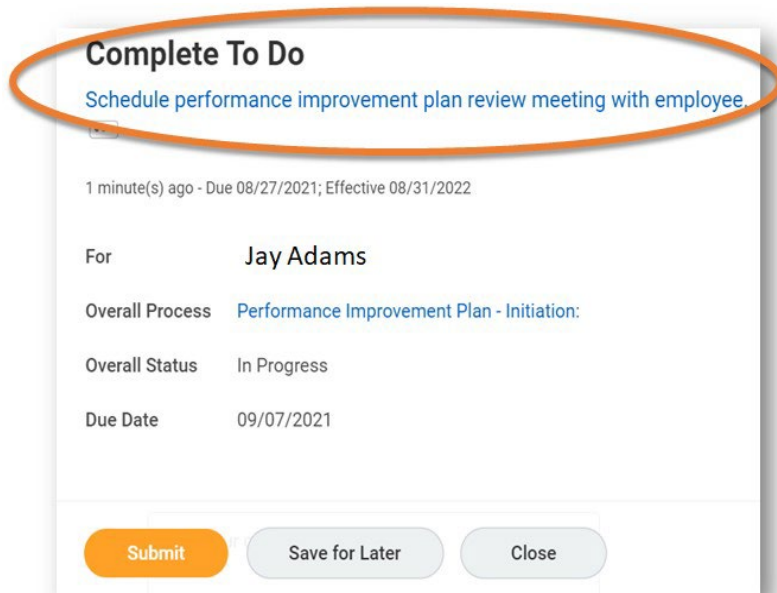 Complete To Do
Schedule performance improvement plan review meeting with employee.
1 minute(s) ago - Due 08/27/2021; Effective 08/31/2022
For Jay Adams
Overall Process Performance Improvement Plan - Initiation:
Overall Status In Progress
Due Date 09/07/2021
Submit Save for Later Close